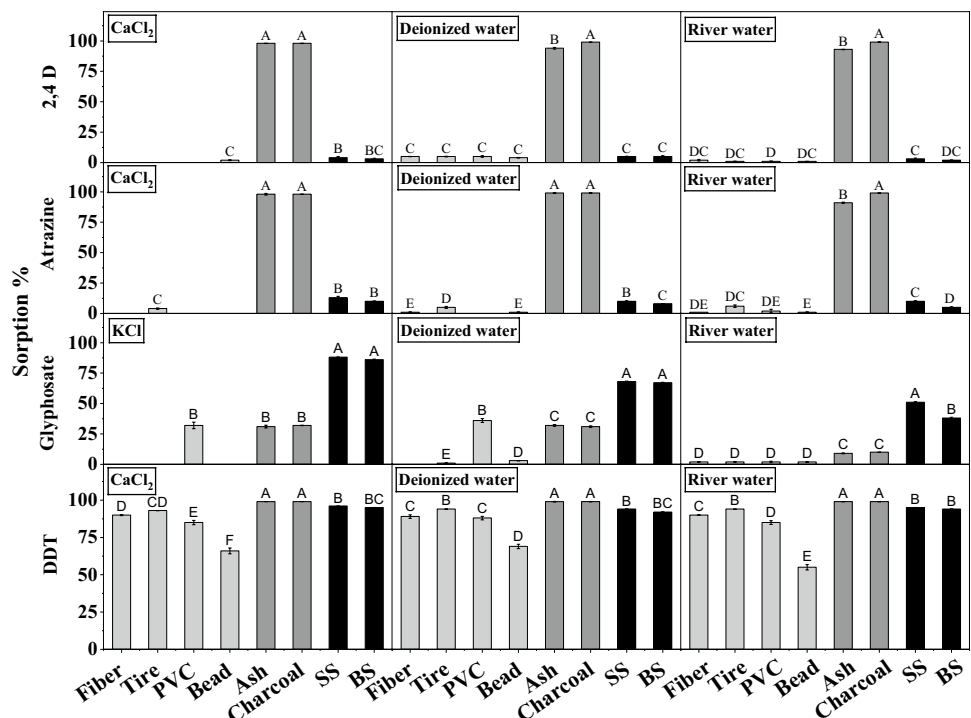 CaCl₂ Deionized water River water
2,4 D
100
75
50
25
0
C A A B BC
C C C C B A C C
DC DC D DC B A C DC
CaCl₂ Deionized water River water
Atrazine
100
75
50
25
0
C A A B B
E D E A A B C
DE DC DE E B A C D
Sorption %
KCl Deionized water River water
Glyphosate
100
75
50
25
0
B B B A A
E B D C C A A
D D D D C C A B
CaCl₂ Deionized water River water
DDT
100
75
50
25
0
D CD E F A A B BC
C B C D A A B BC
C B D E A A B B
Fiber Tire PVC Bead Ash Charcoal SS BS Fiber Tire PVC Bead Ash Charcoal SS BS Fiber Tire PVC Bead Ash Charcoal SS BS